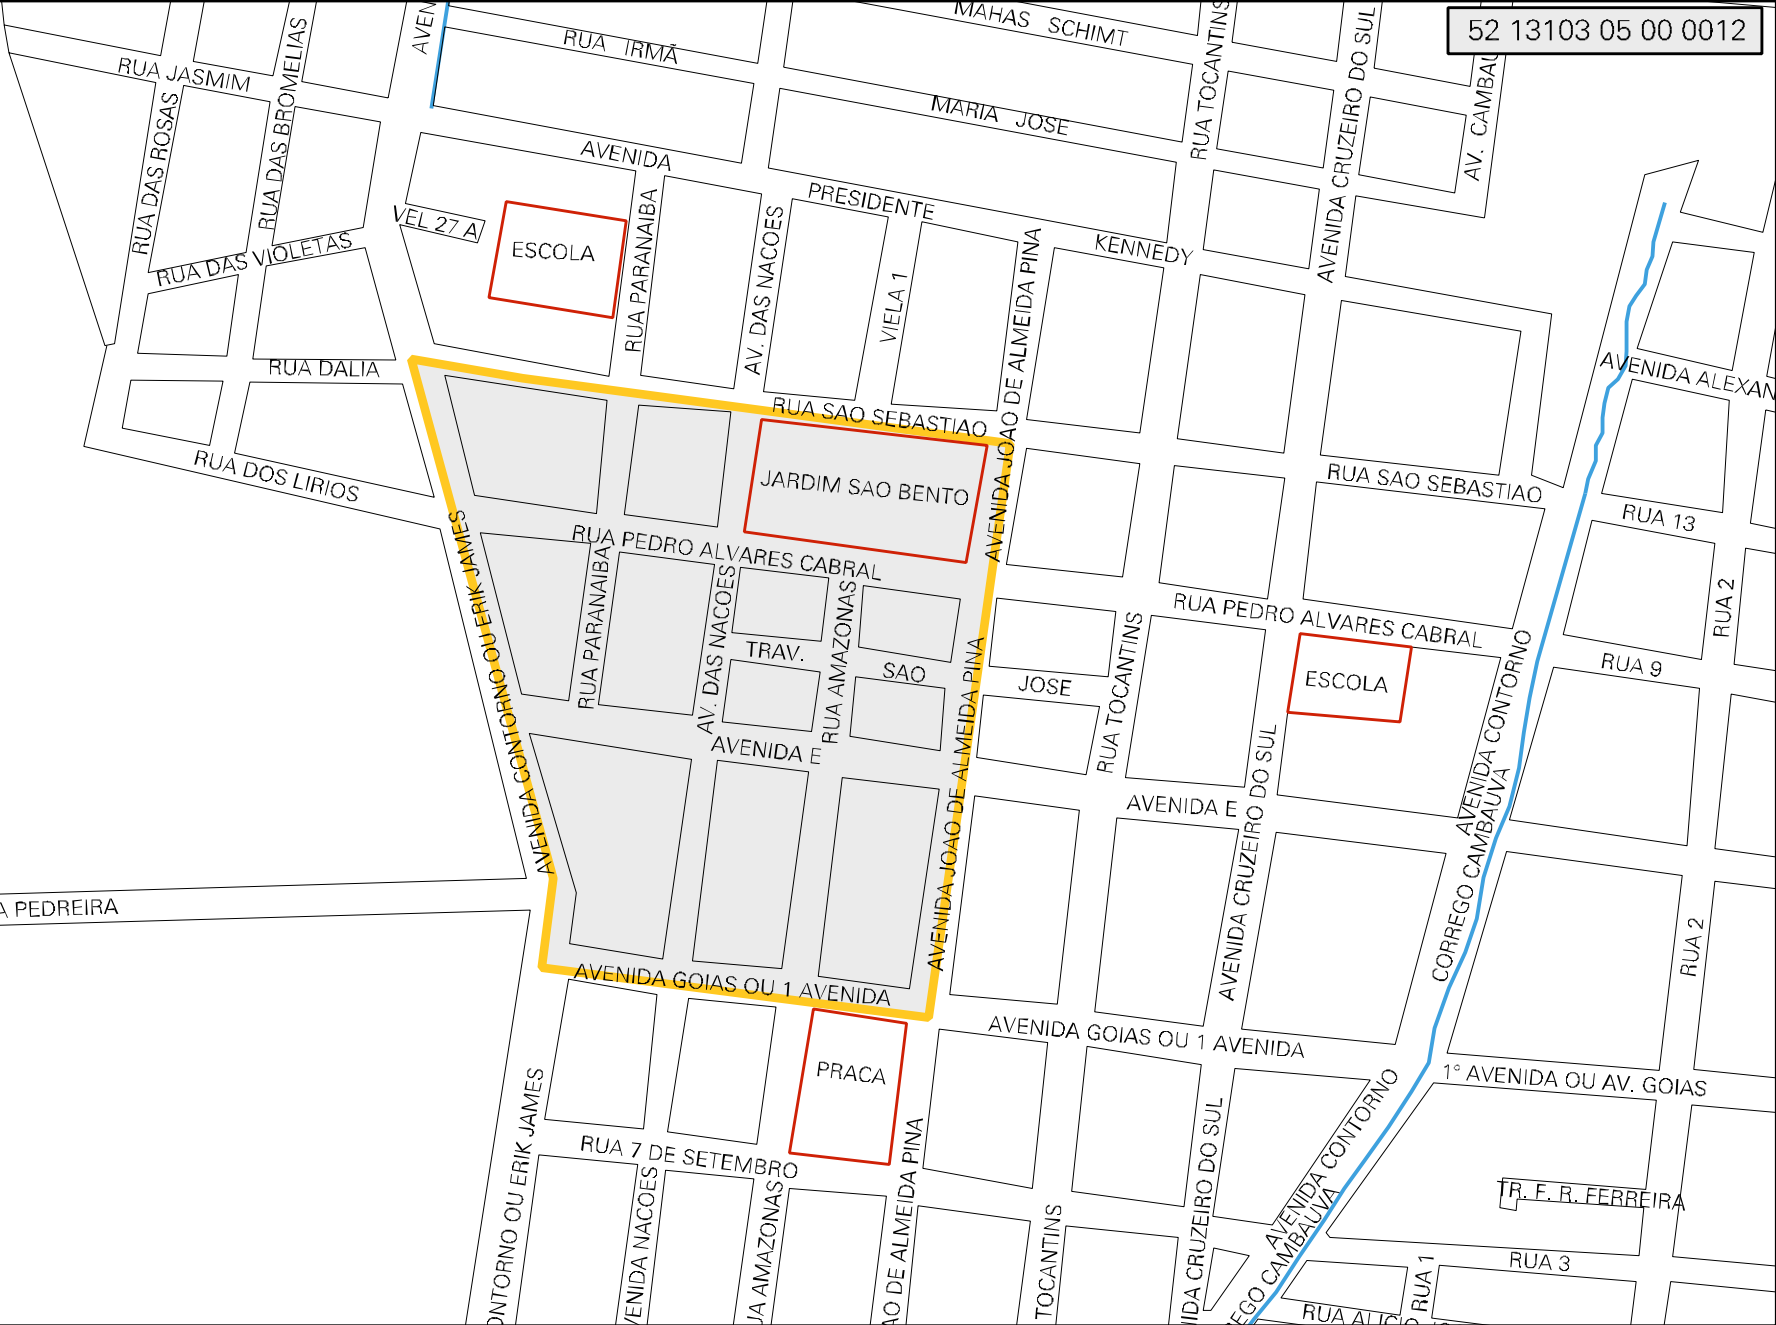 52 13103 05 00 0012
MAHAS SCHIMT
RUA IRMÃ
MARIA JOSE
AVEN
RUA TOCANTINS
AVENIDA CRUZEIRO DO SUL
AV. CAMBAU
RUA JASMIM
RUA DAS ROSAS
RUA DAS BROMELIAS
AVENIDA
PRESIDENTE
KENNEDY
VEL 27 A
ESCOLA
RUA PARANAIBA
AV. DAS NACOES
VIELA 1
AVENIDA JOAO DE ALMEIDA PINA
RUA DAS VIOLETAS
RUA DALIA
AVENIDA ALEXAN
RUA SAO SEBASTIAO
RUA DOS LIRIOS
JARDIM SAO BENTO
RUA SAO SEBASTIAO
RUA 13
AVENIDA CONTORNO OU ERIK JAMES
RUA PEDRO ALVARES CABRAL
RUA PARANAIBA
AV. DAS NACOES
RUA AMAZONAS
TRAV.
SAO
JOSE
RUA TOCANTINS
RUA PEDRO ALVARES CABRAL
ESCOLA
RUA 2
RUA 9
AVENIDA CONTORNO
AVENIDA E
AVENIDA JOAO DE ALMEIDA PINA
AVENIDA E
AVENIDA CRUZEIRO DO SUL
CORREGO CAMBAUVA
A PEDREIRA
RUA 2
AVENIDA GOIAS OU 1 AVENIDA
AVENIDA GOIAS OU 1 AVENIDA
1° AVENIDA OU AV. GOIAS
PRACA
ONTORNO OU ERIK JAMES
RUA 7 DE SETEMBRO
VENIDA NACOES
UA AMAZONAS
AO DE ALMEIDA PINA
TOCANTINS
IDA CRUZEIRO DO SUL
AVENIDA CONTORNO
EGO CAMBAUVA
TR. F. R. FERREIRA
RUA 3
RUA 1